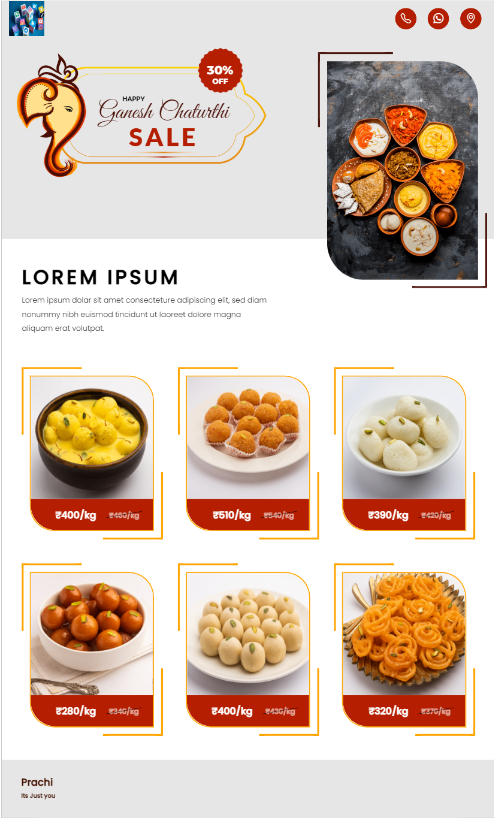 30%
OFF
HAPPY
Ganesh Chaturthi
SALE
LOREM IPSUM
Lorem ipsum dolor sit amet consecteture adipiscing elit, sed diam
nonummy nibh euismod tincidunt ut laoreet dolore magna
aliquam erat volutpat.
₹400/kg ₹450/kg
₹510/kg ₹540/kg
₹390/kg ₹420/kg
₹280/kg ₹340/kg
₹400/kg ₹430/kg
₹320/kg ₹370/kg
Prachi
Its Just you